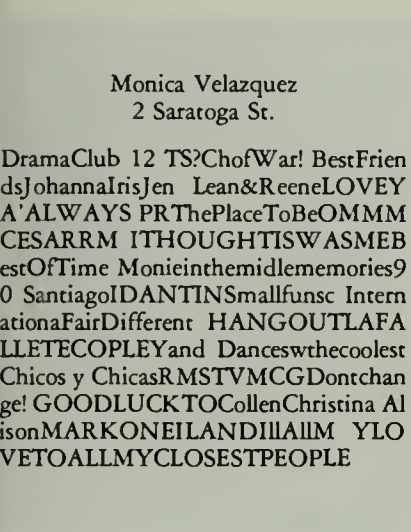 Monica Velazquez
2 Saratoga St.
DramaClub 12 TS?ChofWar! BestFrien
dsJohannaIrisJen Lean&ReeneLOVEY
A'ALWAYS PRThePlaceToBeOMMM
CESARRM ITHOUGHTISWASMEB
estOfTime Monieinthemidlememories9
0 SantiagoIDANTINSmallfunsc Intern
ationaFairDifferent HANGOUTLAFA
LLETECOPLEYand Danceswthecoolest
Chicos y ChicasRMSTVMCGDontchan
ge! GOODLUCKTOCollenChristina Al
isonMARKONEILANDIllAllM YLO
VETOALLMYCLOSESTPEOPLE